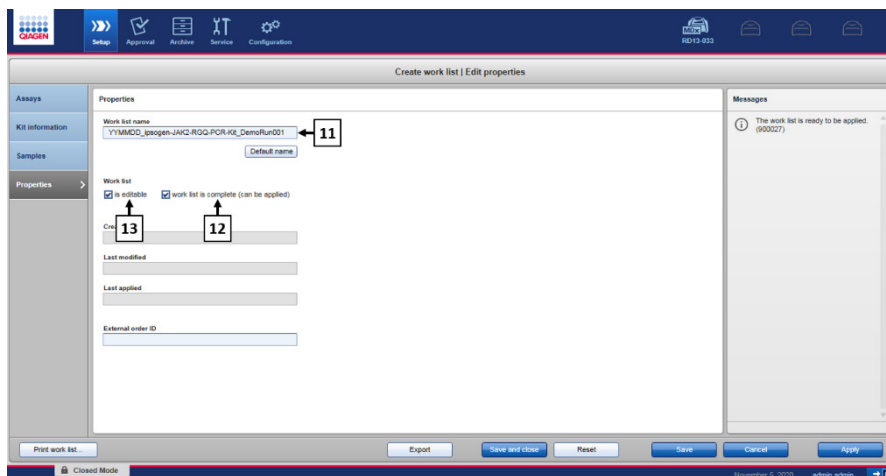 QIAGEN
Setup
Approval
Archive
Service
Configuration
MDx
RD13-033
Create work list | Edit properties
Assays
Kit information
Samples
Properties
Properties
Work list name
YYMMDD_ipsogen-JAK2-RGQ-PCR-Kit_DemoRun001
11
Default name
Work list
is editable
work list is complete (can be applied)
13
12
Last modified
Last applied
External order ID
Messages
The work list is ready to be applied.
(900027)
Print work list...
Export
Save and close
Reset
Save
Cancel
Apply
Closed Mode
November 5, 2020
admin admin